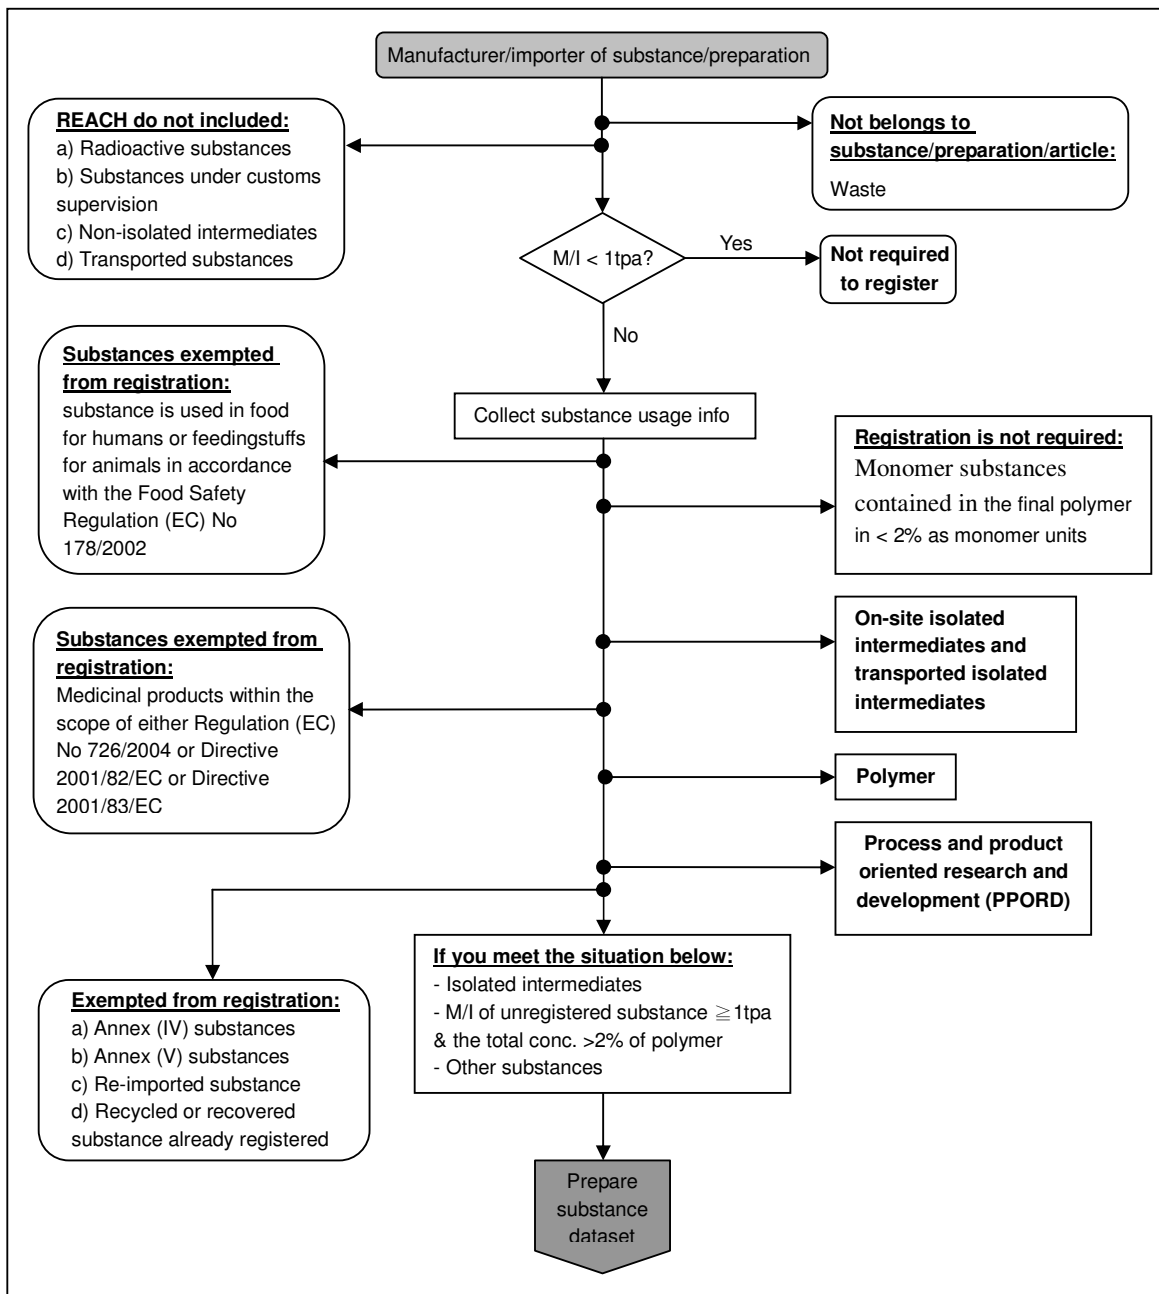 Manufacturer/importer of substance/preparation
REACH do not included:
a) Radioactive substances
b) Substances under customs
supervision
c) Non-isolated intermediates
d) Transported substances
Not belongs to
substance/preparation/article:
Waste
M/I < 1tpa?
Yes
Not required
to register
No
Substances exempted
from registration:
substance is used in food
for humans or feedingstuffs
for animals in accordance
with the Food Safety
Regulation (EC) No
178/2002
Collect substance usage info
Registration is not required:
Monomer substances
contained in the final polymer
in < 2% as monomer units
On-site isolated
intermediates and
transported isolated
intermediates
Substances exempted from
registration:
Medicinal products within the
scope of either Regulation (EC)
No 726/2004 or Directive
2001/82/EC or Directive
2001/83/EC
Polymer
Process and product
oriented research and
development (PPORD)
If you meet the situation below:
- Isolated intermediates
- M/I of unregistered substance ≧1tpa
& the total conc. >2% of polymer
- Other substances
Exempted from registration:
a) Annex (IV) substances
b) Annex (V) substances
c) Re-imported substance
d) Recycled or recovered
substance already registered
Prepare
substance
dataset